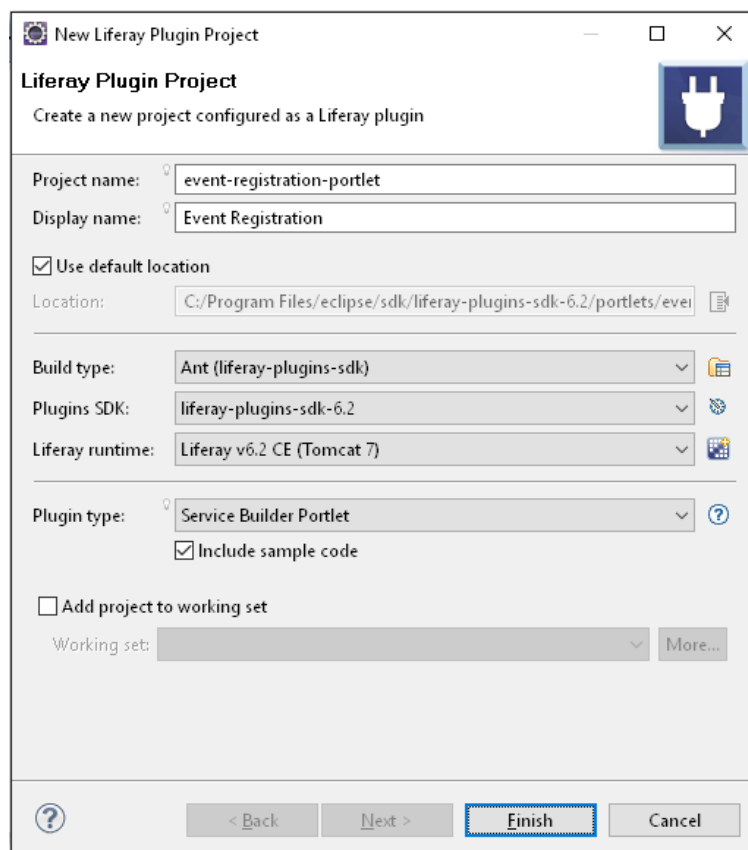 New Liferay Plugin Project
Liferay Plugin Project
Create a new project configured as a Liferay plugin
Project name: event-registration-portlet
Display name: Event Registration
Use default location
Location: C:/Program Files/eclipse/sdk/liferay-plugins-sdk-6.2/portlets/ever
Build type: Ant (liferay-plugins-sdk)
Plugins SDK: liferay-plugins-sdk-6.2
Liferay runtime: Liferay v6.2 CE (Tomcat 7)
Plugin type: Service Builder Portlet
Include sample code
Add project to working set
Working set: More...
< Back Next > Finish Cancel